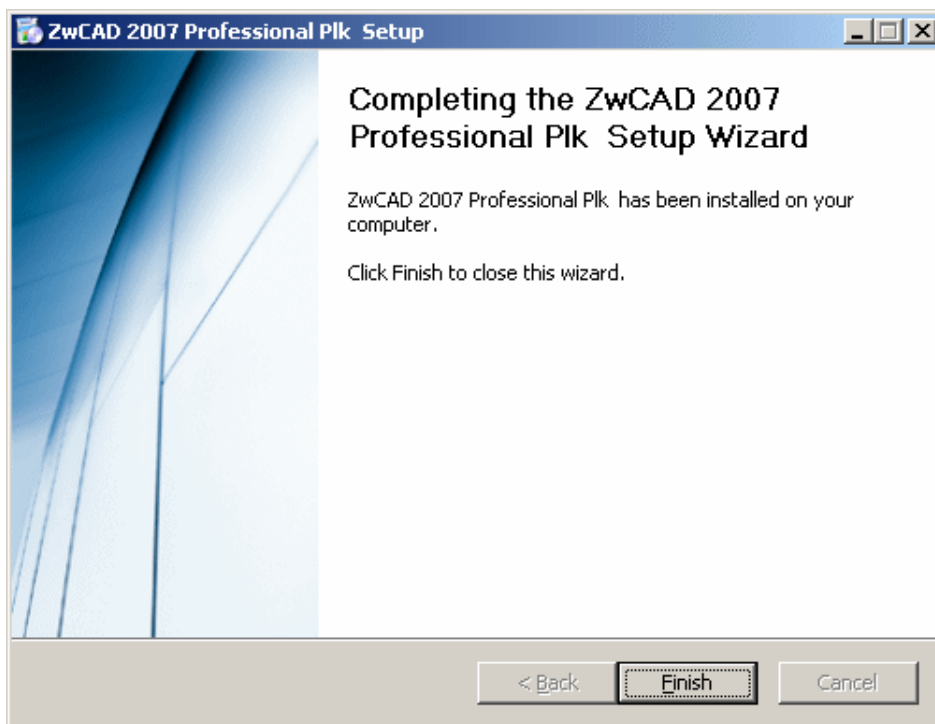 ZwCAD 2007 Professional Plk Setup
Completing the ZwCAD 2007
Professional Plk Setup Wizard
ZwCAD 2007 Professional Plk has been installed on your
computer.
Click Finish to close this wizard.
< Back
Finish
Cancel